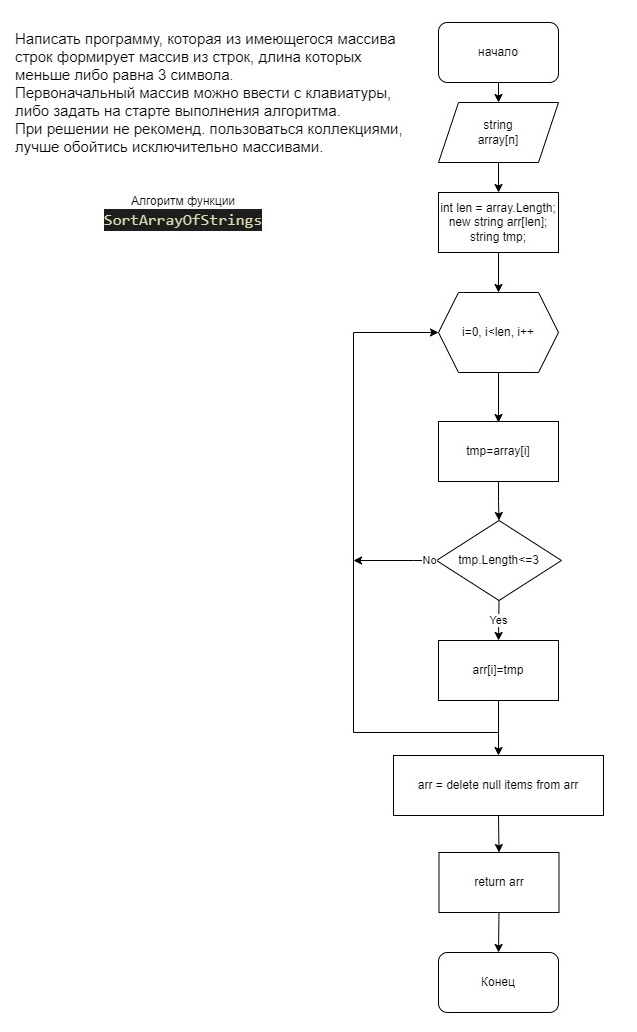 Написать программу, которая из имеющегося массива
строк формирует массив из строк, длина которых
меньше либо равна 3 символа.
Первоначальный массив можно ввести с клавиатуры,
либо задать на старте выполнения алгоритма.
При решении не рекоменд. пользоваться коллекциями,
лучше обойтись исключительно массивами.
Алгоритм функции
SortArrayOfStrings
начало
string
array[n]
int len = array.Length;
new string arr[len];
string tmp;
i=0, i<len, i++
tmp=array[i]
tmp.Length<=3
No
Yes
arr[i]=tmp
arr = delete null items from arr
return arr
Конец